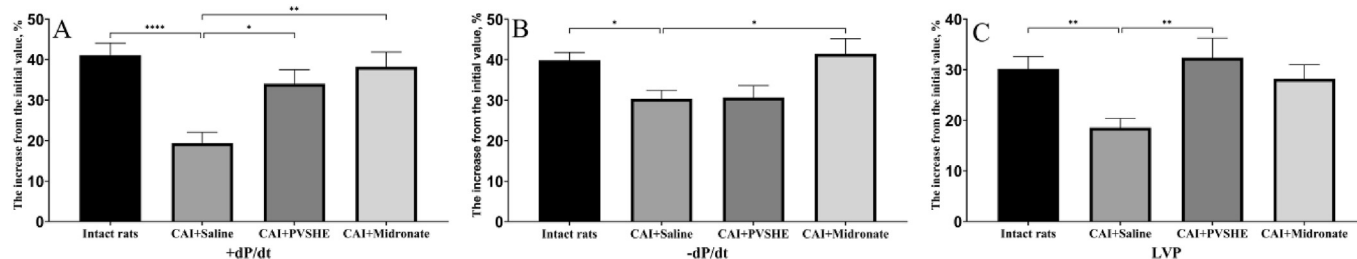 A
The increase from the initial value, %
50
40
30
20
10
0
****
*
**
Intact rats CAI+Saline CAI+PVSHE CAI+Midronate
+dP/dt
B
The increase from the initial value, %
50
40
30
20
10
0
*
*
Intact rats CAI+Saline CAI+PVSHE CAI+Midronate
-dP/dt
C
The increase from the initial value, %
40
30
20
10
0
**
**
Intact rats CAI+Saline CAI+PVSHE CAI+Midronate
LVP